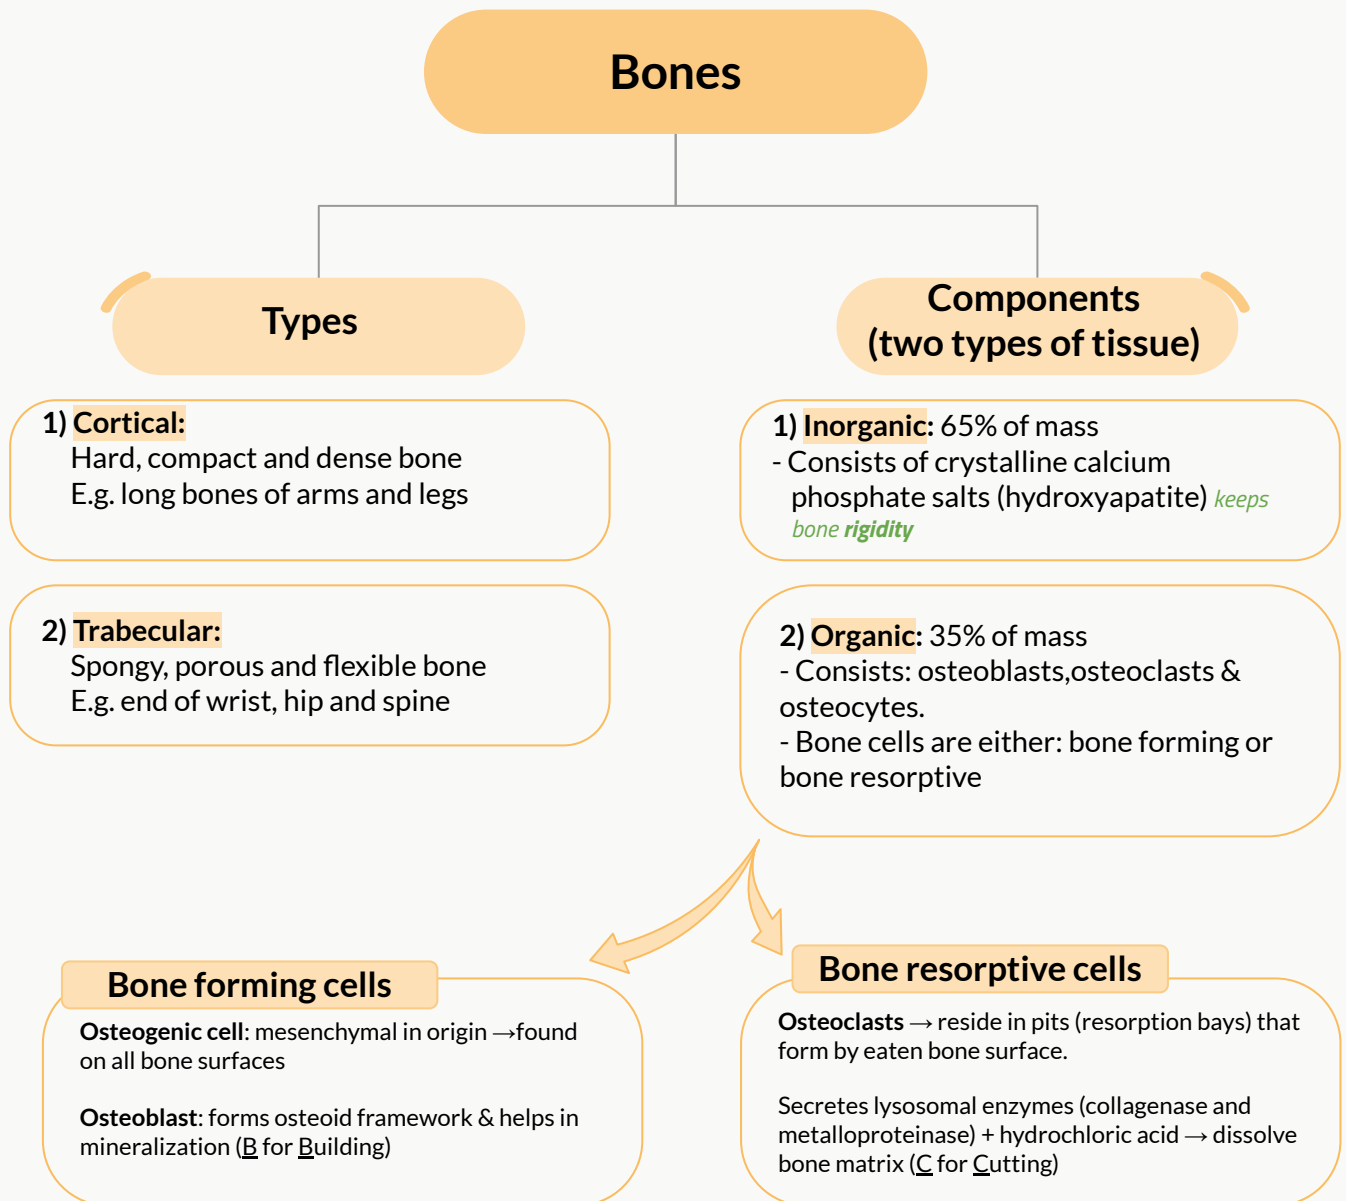 Bones
Types
1) Cortical:
Hard, compact and dense bone
E.g. long bones of arms and legs
2) Trabecular:
Spongy, porous and flexible bone
E.g. end of wrist, hip and spine
Components
(two types of tissue)
1) Inorganic: 65% of mass
- Consists of crystalline calcium
phosphate salts (hydroxyapatite) keeps
bone rigidity
2) Organic: 35% of mass
- Consists: osteoblasts,osteoclasts &
osteocytes.
- Bone cells are either: bone forming or
bone resorptive
Bone forming cells
Osteogenic cell: mesenchymal in origin →found
on all bone surfaces
Osteoblast: forms osteoid framework & helps in
mineralization (B for Building)
Bone resorptive cells
Osteoclasts → reside in pits (resorption bays) that
form by eaten bone surface.
Secretes lysosomal enzymes (collagenase and
metalloproteinase) + hydrochloric acid → dissolve
bone matrix (C for Cutting)